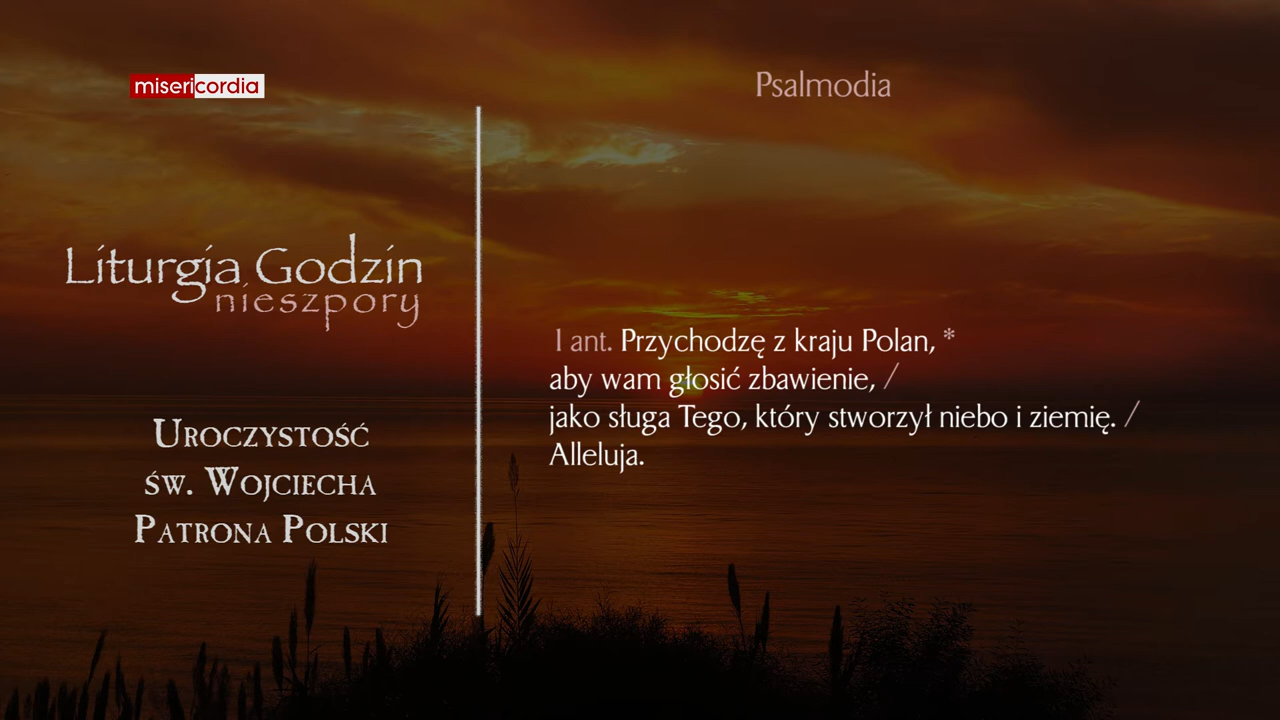 misericordia
Liturgia Godzin
nieszpory
Uroczystość
św. Wojciecha
Patrona Polski
Psalmodia
1 ant. Przychodzę z kraju Polan, *
aby wam głosić zbawienie, /
jako sługa Tego, który stworzył niebo i ziemię. /
Alleluja.